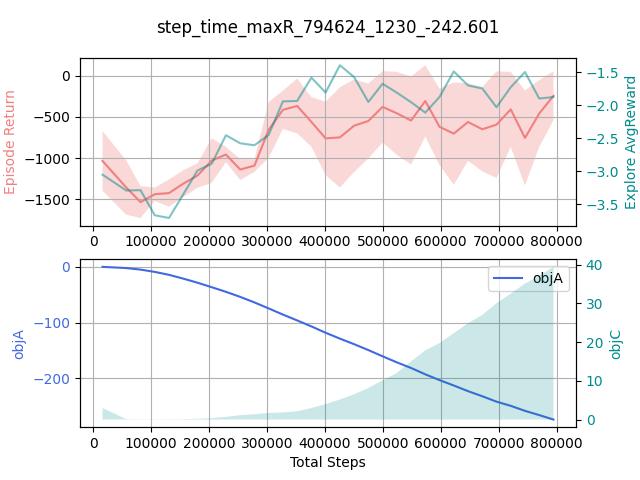 step_time_maxR_794624_1230_-242.601
0
−500
−1000
−1500
Episode Return
−1.5
−2.0
−2.5
−3.0
−3.5
Explore AvgReward
0 100000 200000 300000 400000 500000 600000 700000 800000
0
−100
−200
objA
objA
40
30
20
10
0
objC
0 100000 200000 300000 400000 500000 600000 700000 800000
Total Steps